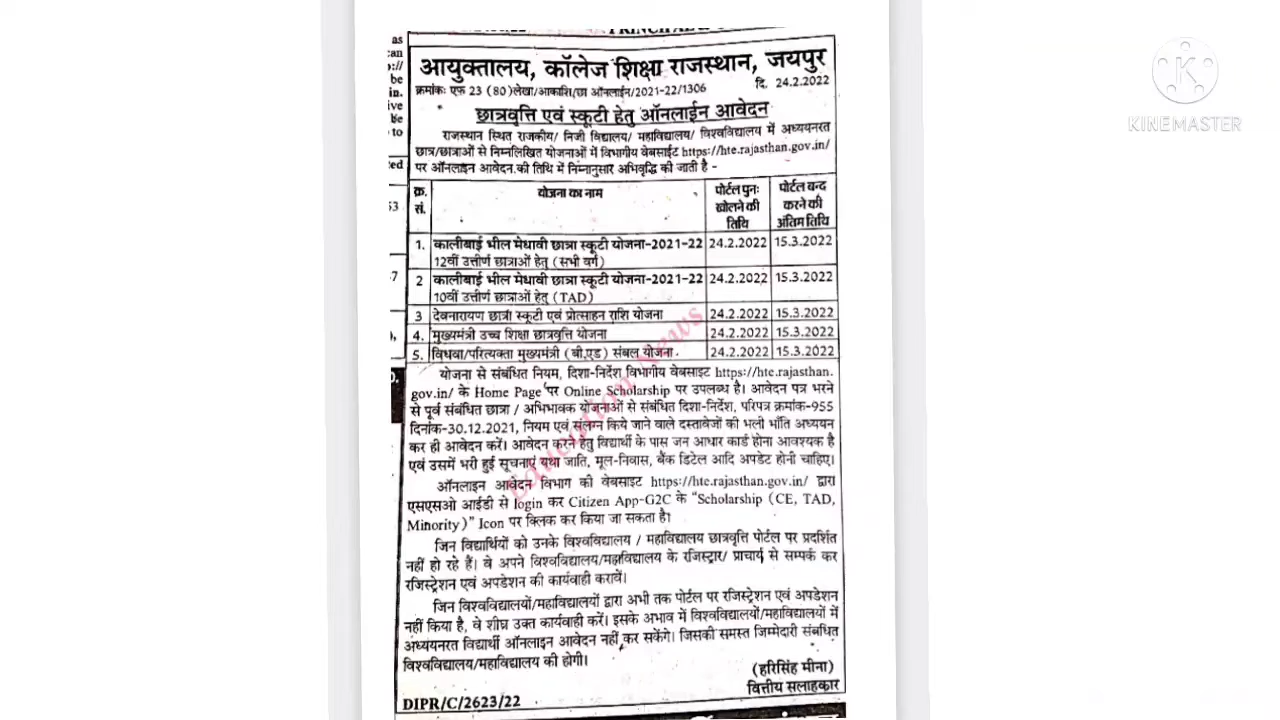 as
can
://
be
in.
ive
be
to
ted
53
57
आयुक्तालय, कॉलेज शिक्षा राजस्थान, जयपुर
क्रमांकः एफ 23 (80)लेखा/आकाशि/छा ऑनलाईन/2021-22/1306
दि. 24.2.2022
छात्रवृत्ति एवं स्कूटी हेतु ऑनलाईन आवेदन
राजस्थान स्थित राजकीय/ निजी विद्यालय/ महाविद्यालय/ विश्वविद्यालय में अध्ययनरत
छात्र/छात्राओं से निम्नलिखित योजनाओं में विभागीय वेबसाईट https://hte.rajasthan.gov.in/
पर ऑनलाइन आवेदन की तिथि में निम्नानुसार अभिवृद्धि की जाती है -
क्र. सं. योजना का नाम पोर्टल पुनः खोलने की तिथि पोर्टल बन्द करने की अंतिम तिथि
1. कालीबाई भील मेधावी छात्रा स्कूटी योजना-2021-22 24.2.2022 15.3.2022
12वीं उत्तीर्ण छात्राओं हेतु (सभी वर्ग)
2 कालीबाई भील मेधावी छात्रा स्कूटी योजना-2021-22 24.2.2022 15.3.2022
10वीं उत्तीर्ण छात्राओं हेतु (TAD)
3 देवनारायण छात्रा स्कूटी एवं प्रोत्साहन राशि योजना 24.2.2022 15.3.2022
4. मुख्यमंत्री उच्च शिक्षा छात्रवृत्ति योजना 24.2.2022 15.3.2022
5. विधवा/परित्यक्ता मुख्यमंत्री (बी.एड) संबल योजना 24.2.2022 15.3.2022
योजना से संबंधित नियम, दिशा-निर्देश विभागीय वेबसाइट https://hte.rajasthan.
gov.in/ के Home Page पर Online Scholarship पर उपलब्ध है। आवेदन पत्र भरने
से पूर्व संबंधित छात्रा / अभिभावक योजनाओं से संबंधित दिशा-निर्देश, परिपत्र क्रमांक-955
दिनांक-30.12.2021, नियम एवं संलग्न किये जाने वाले दस्तावेजों की भली भाँति अध्ययन
कर ही आवेदन करें। आवेदन करने हेतु विद्यार्थी के पास जन आधार कार्ड होना आवश्यक है
एवं उसमें भरी हुई सूचनाएं यथा जाति, मूल-निवास, बैंक डिटेल आदि अपडेट होनी चाहिए।
ऑनलाइन आवेदन विभाग की वेबसाइट https://hte.rajasthan.gov.in/ द्वारा
एसएसओ आईडी से login कर Citizen App-G2C के "Scholarship (CE, TAD,
Minority)" Icon पर क्लिक कर किया जा सकता है।
जिन विद्यार्थियों को उनके विश्वविद्यालय / महाविद्यालय छात्रवृत्ति पोर्टल पर प्रदर्शित
नहीं हो रहे हैं। वे अपने विश्वविद्यालय/महाविद्यालय के रजिस्ट्रार/ प्राचार्य से सम्पर्क कर
रजिस्ट्रेशन एवं अपडेशन की कार्यवाही करावें।
जिन विश्वविद्यालयों/महाविद्यालयों द्वारा अभी तक पोर्टल पर रजिस्ट्रेशन एवं अपडेशन
नहीं किया है, वे शीघ्र उक्त कार्यवाही करें। इसके अभाव में विश्वविद्यालयों/महाविद्यालयों में
अध्ययनरत विद्यार्थी ऑनलाइन आवेदन नहीं कर सकेंगे। जिसकी समस्त जिम्मेदारी संबंधित
विश्वविद्यालय/महाविद्यालय की होगी।
(हरिसिंह मीना)
वित्तीय सलाहकार
DIPR/C/2623/22
Education News
KINEMASTER